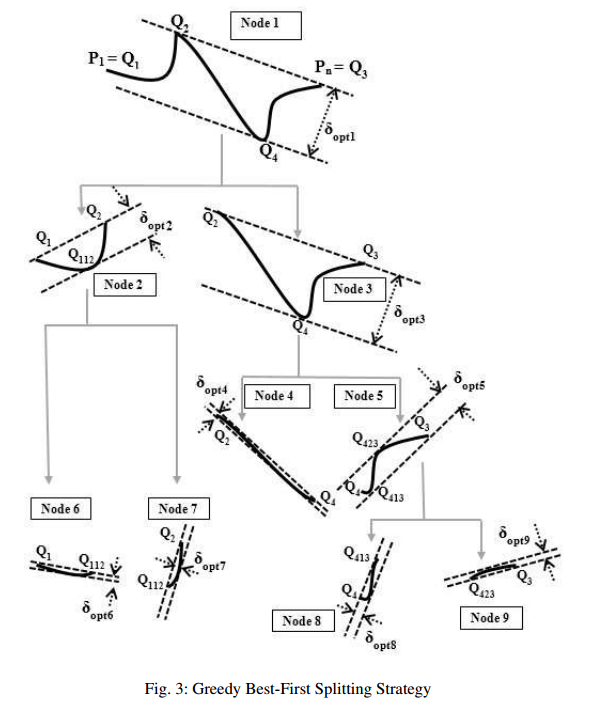 Node 1
Q2
P1 = Q1
Pn = Q3
δopt1
Q4
Q1
Q2
δopt2
Q112
Node 2
Q2
Q3
Node 3
δopt3
Q4
δopt4
Node 4
Node 5
δopt5
Q2
Q3
Q423
Q4
Q4
Q413
Node 6
Node 7
Q1
Q112
δopt6
Q2
Q112
δopt7
Q413
Q4
Node 8
δopt8
δopt9
Q423
Q3
Node 9
Fig. 3: Greedy Best-First Splitting Strategy